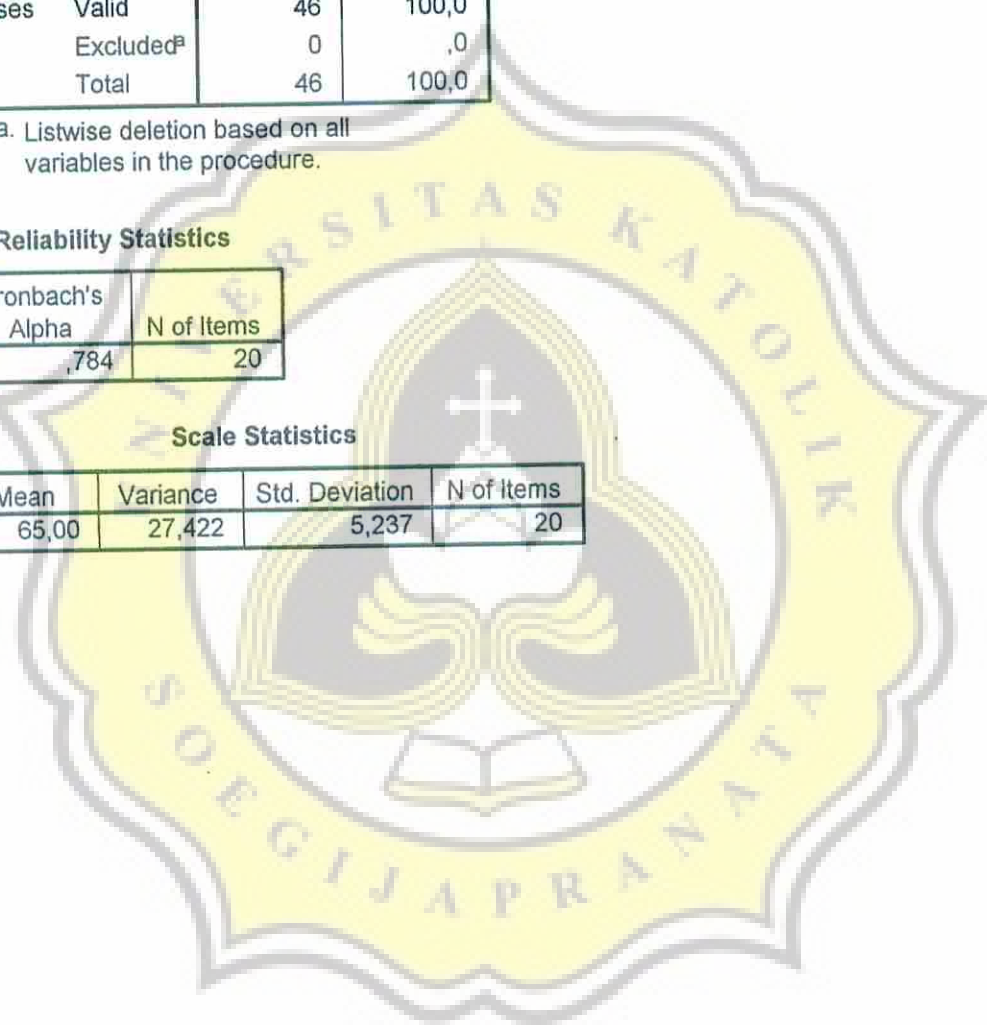 ses Valid 46 100,0
Excludedª 0 ,0
Total 46 100,0
a. Listwise deletion based on all
variables in the procedure.
Reliability Statistics
ronbach's
Alpha N of Items
,784 20
Scale Statistics
Mean Variance Std. Deviation N of Items
65,00 27,422 5,237 20
UNIVERSITAS KATOLIK
SOEGIJAPRANATA